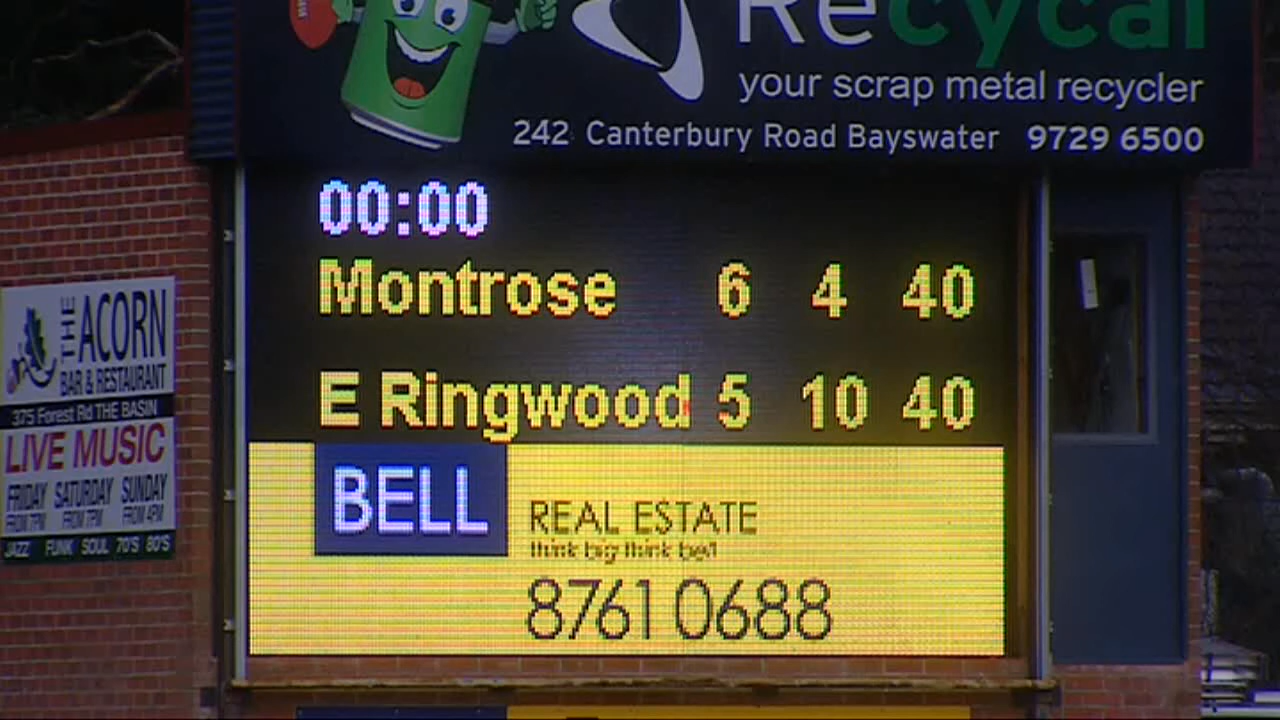 Recycal
your scrap metal recycler
242 Canterbury Road Bayswater 9729 6500
00:00
Montrose 6 4 40
E Ringwood 5 10 40
BELL
REAL ESTATE
think big think bell
8761 0688
THE ACORN
BAR & RESTAURANT
375 Forest Rd THE BASIN
LIVE MUSIC
FRIDAY SATURDAY SUNDAY
FROM 7PM FROM 7PM FROM 4PM
JAZZ FUNK SOUL 70'S 80'S